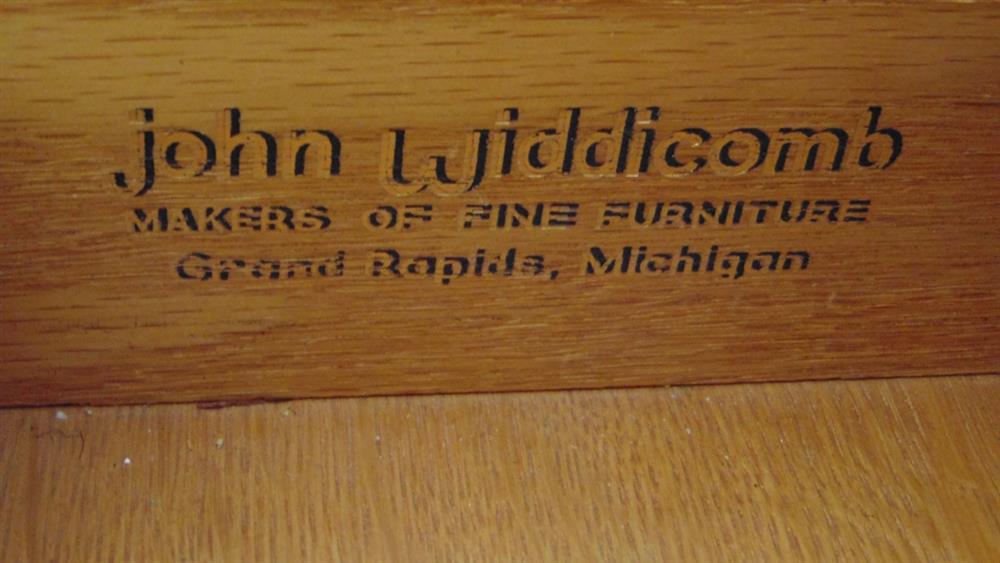 john widdicomb
MAKERS OF FINE FURNITURE
Grand Rapids, Michigan